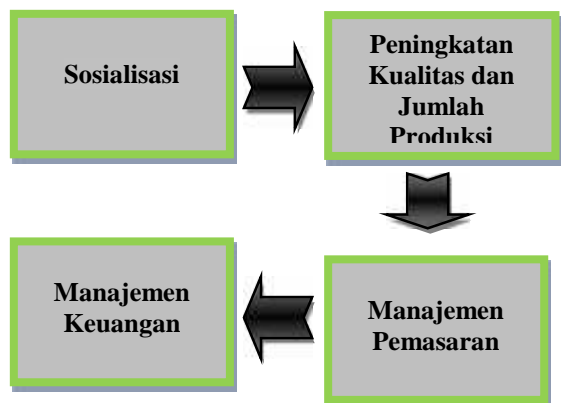 Sosialisasi
Peningkatan
Kualitas dan
Jumlah
Produksi
Manajemen
Pemasaran
Manajemen
Keuangan